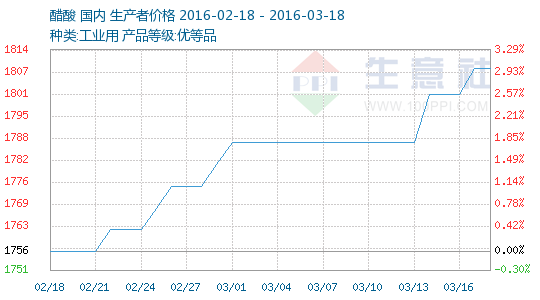 醋酸 国内 生产者价格 2016-02-18 - 2016-03-18
种类:工业用 产品等级:优等品
1814 3.29%
1807 2.93%
1801 2.55%
1795 2.21%
1788 1.85%
1782 1.49%
1776 1.14%
1769 0.78%
1763 0.42%
1756 0.00%
1751 -0.30%
生意社
WWW.100PPI.COM
PPI
02/18 02/21 02/24 02/27 03/01 03/04 03/07 03/10 03/13 03/16